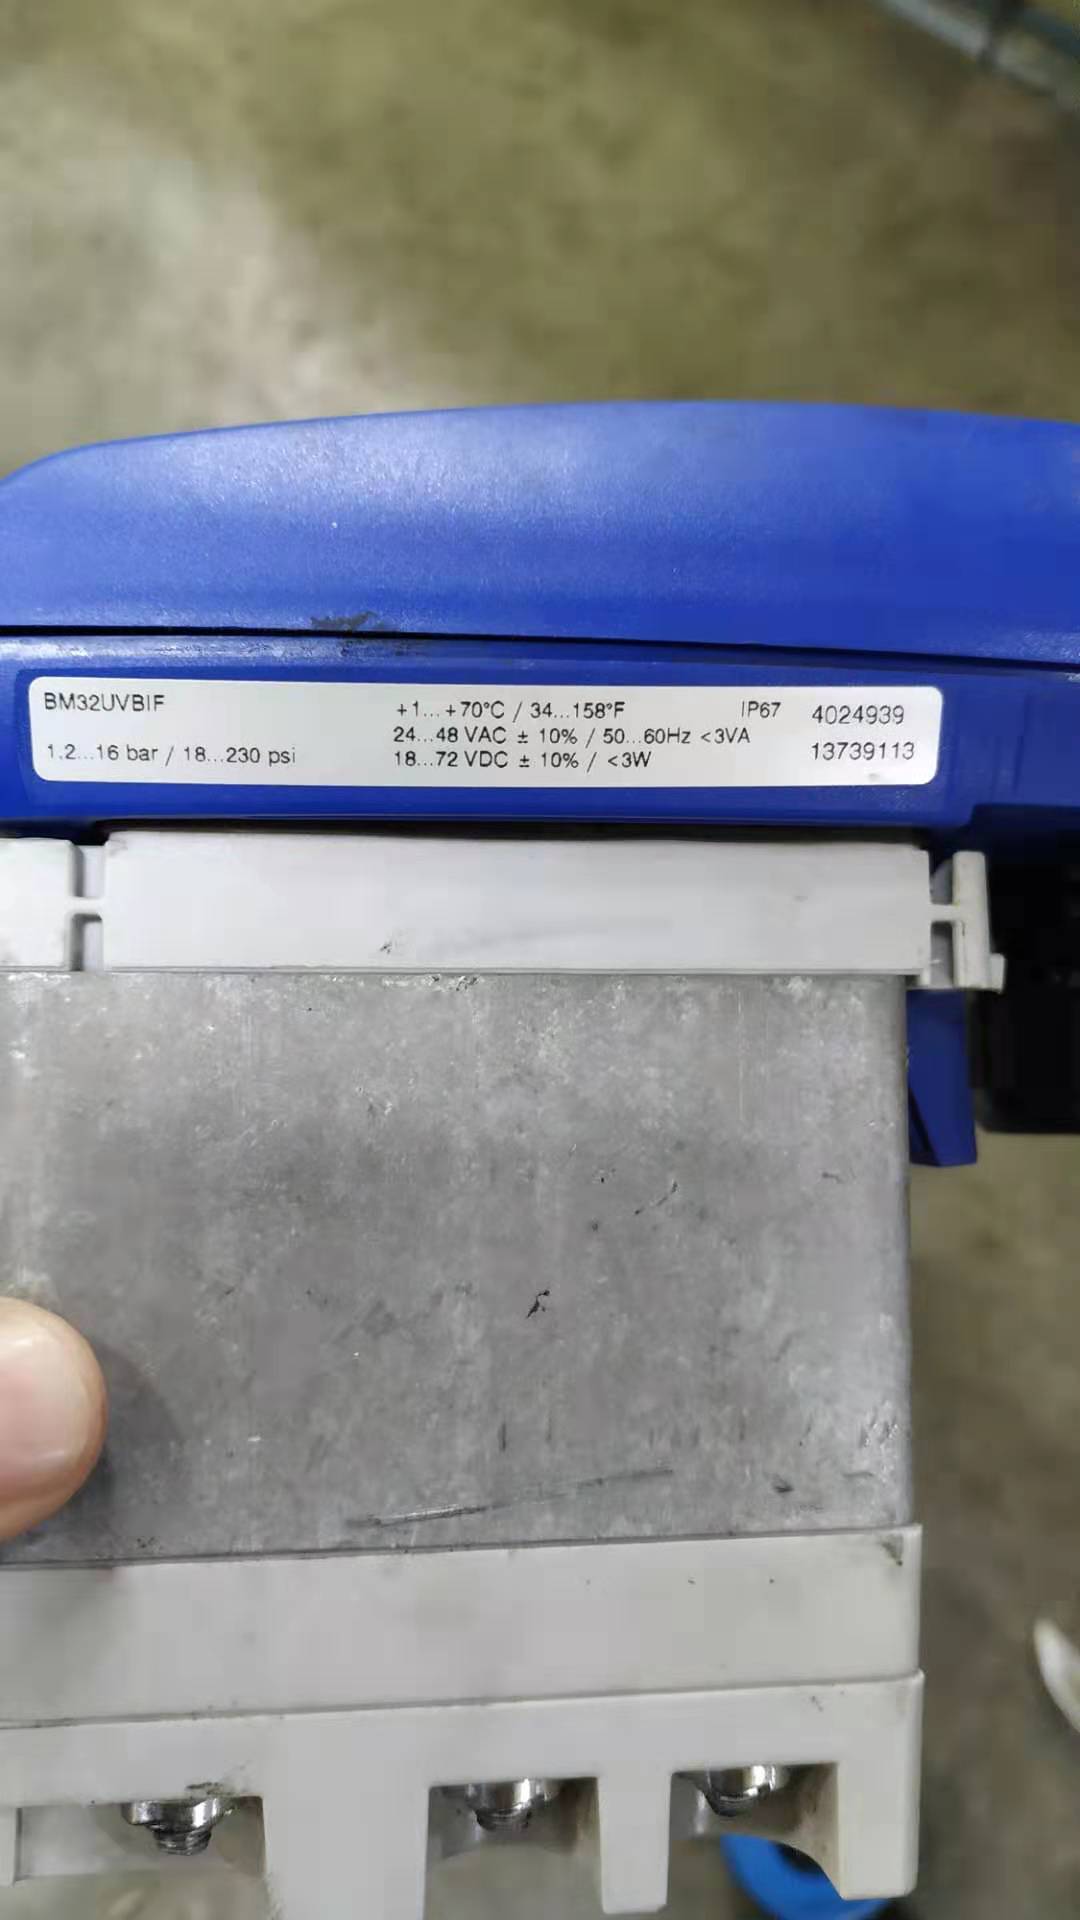 BM32UVBIF
1.2...16 bar / 18...230 psi
+1...+70°C / 34...158°F
24...48 VAC ± 10% / 50...60Hz <3VA
18...72 VDC ± 10% / <3W
IP67
4024939
13739113